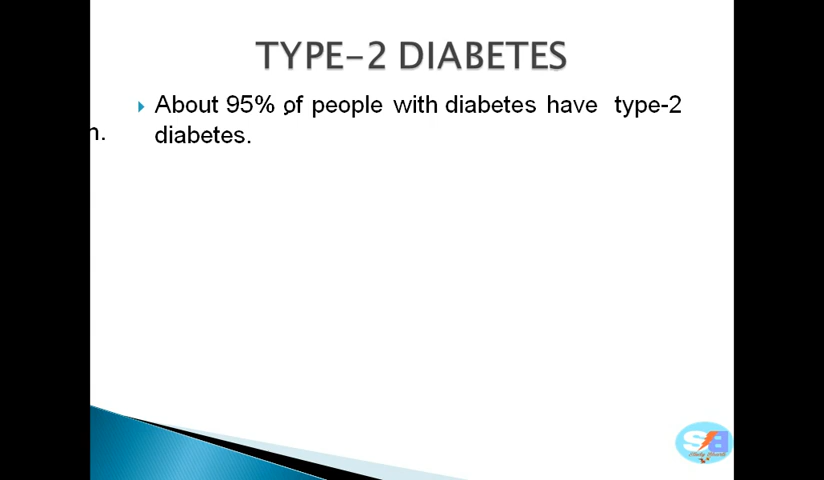 TYPE-2 DIABETES
About 95% of people with diabetes have type-2
n.
diabetes.